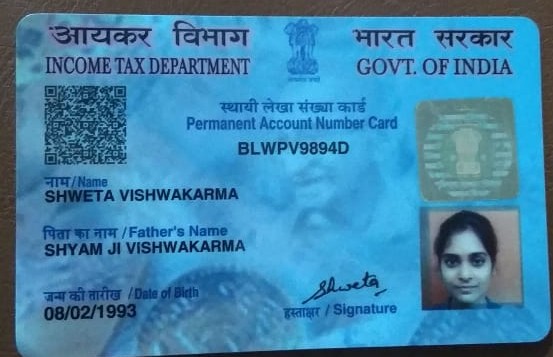 आयकर विभाग
INCOME TAX DEPARTMENT
भारत सरकार
GOVT. OF INDIA
स्थायी लेखा संख्या कार्ड
Permanent Account Number Card
BLWPV9894D
नाम/Name
SHWETA VISHWAKARMA
पिता का नाम /Father's Name
SHYAM JI VISHWAKARMA
जन्म की तारीख /Date of Birth
08/02/1993
Shweta
हस्ताक्षर / Signature